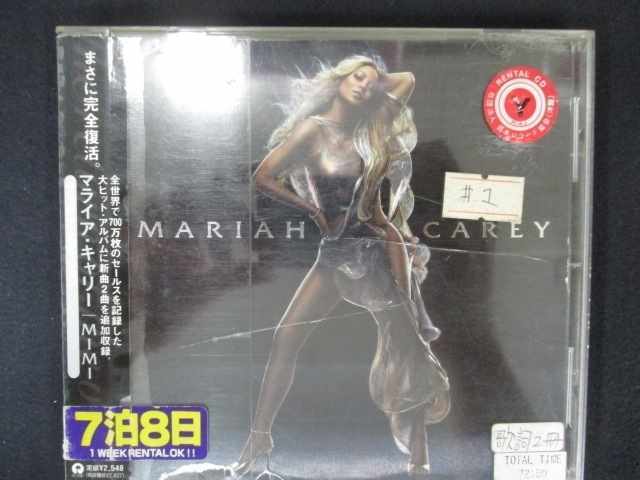 まさに完全復活。
全世界で700万枚のセールスを記録した
大ヒット・アルバムに新曲2曲を追加収録。
マライア・キャリー｜MIMI
7泊8日
1 WEEK RENTAL OK!!
¥2,548
MARIAH CAREY
RENTAL CD
#1
歌詞2冊
TOTAL TIME